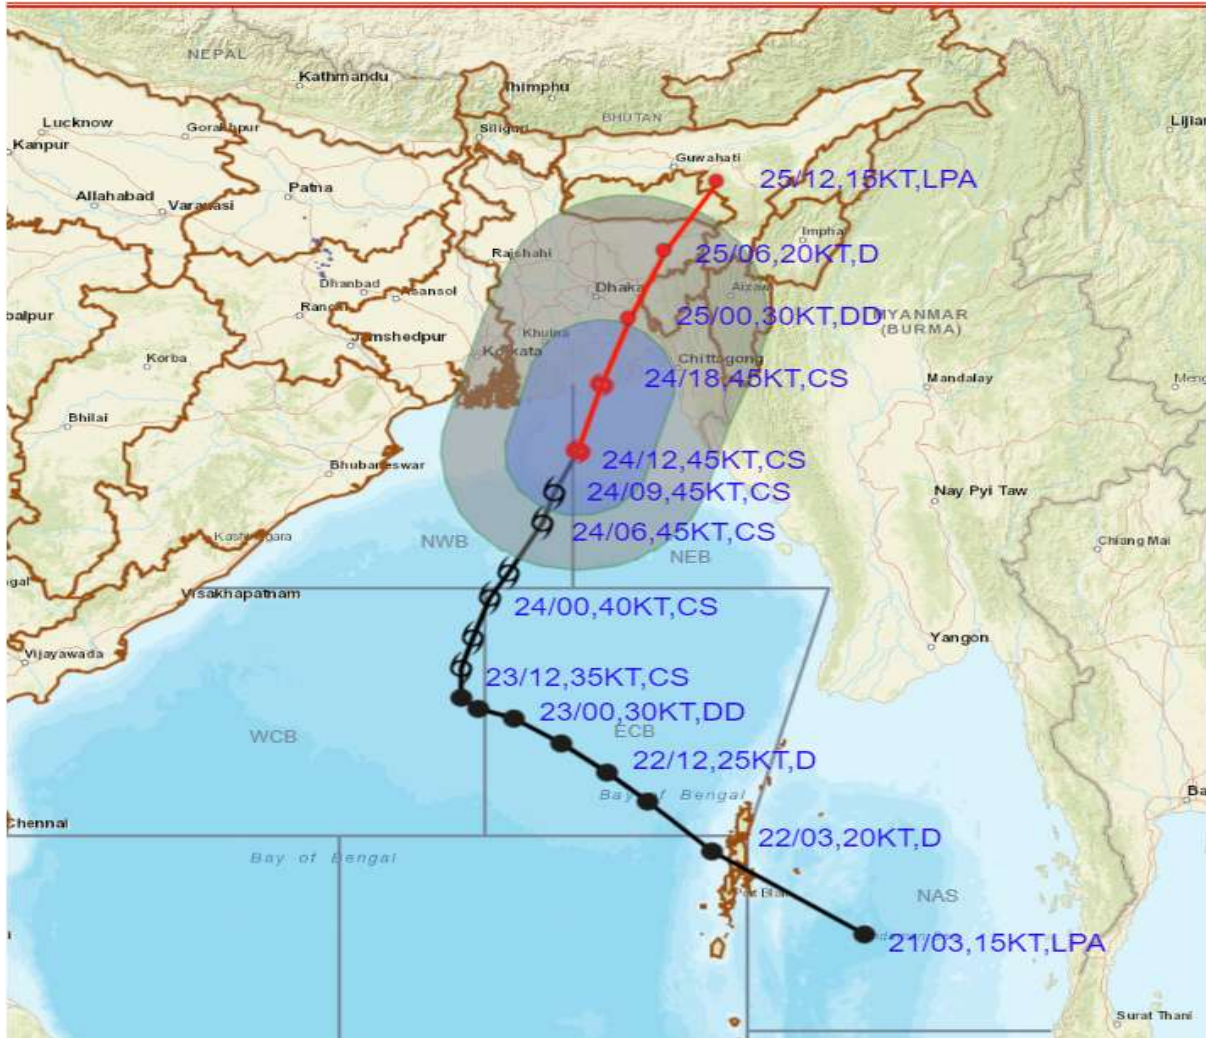 NEPAL
Kathmandu
Thimphu
BHUTAN
Lucknow
Kanpur
Gorakhpur
Siliguri
Lijian
Guwahati
25/12,15KT,LPA
Patna
Allahabad
Varanasi
Imphal
Rajshahi
25/06,20KT,D
Dhanbad
Asansol
Dhaka
Aizawl
Ranchi
25/00,30KT,DD
MYANMAR
(BURMA)
balpur
Jamshedpur
Khulna
Kolkata
Korba
Chittagong
24/18,45KT,CS
Mandalay
Meng
Bhilai
24/12,45KT,CS
Bhubaneswar
24/09,45KT,CS
Nay Pyi Taw
24/06,45KT,CS
NWB
NEB
Chiang Mai
Visakhapatnam
24/00,40KT,CS
Yangon
Vijayawada
23/12,35KT,CS
23/00,30KT,DD
WCB
ECB
22/12,25KT,D
Bay of Bengal
Ba
Chennai
22/03,20KT,D
Bay of Bengal
NAS
21/03,15KT,LPA
Surat Thani